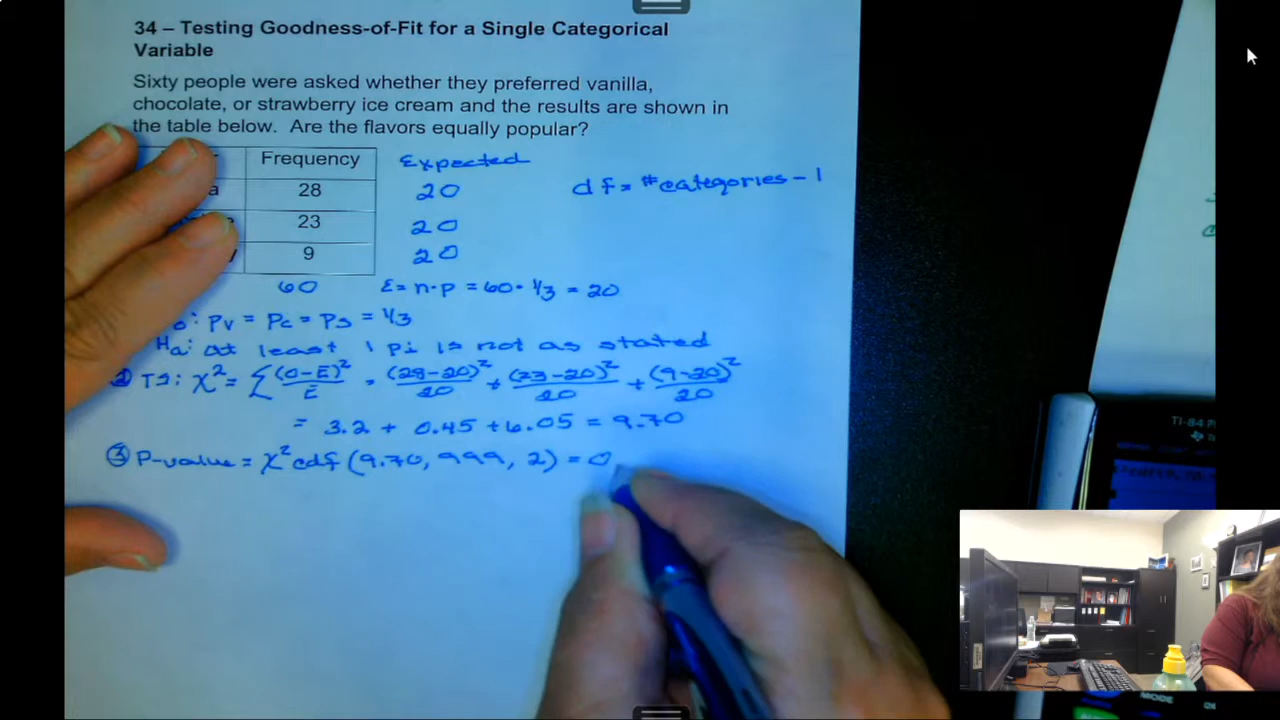 34 – Testing Goodness-of-Fit for a Single Categorical
Variable
Sixty people were asked whether they preferred vanilla,
chocolate, or strawberry ice cream and the results are shown in
the table below. Are the flavors equally popular?
Frequency Expected
df = #categories - 1
a 28 20
23 20
y 9 20
60 E = n·p = 60· 1/3 = 20
o: Pv = Pc = Ps = 1/3
Ha: At least 1 pi is not as stated
② TS: χ² = Σ (O-E)²/E = (28-20)²/20 + (23-20)²/20 + (9-20)²/20
= 3.2 + 0.45 + 6.05 = 9.70
③ P-value = χ²cdf (9.70, 999, 2) = 0
TI-84 P